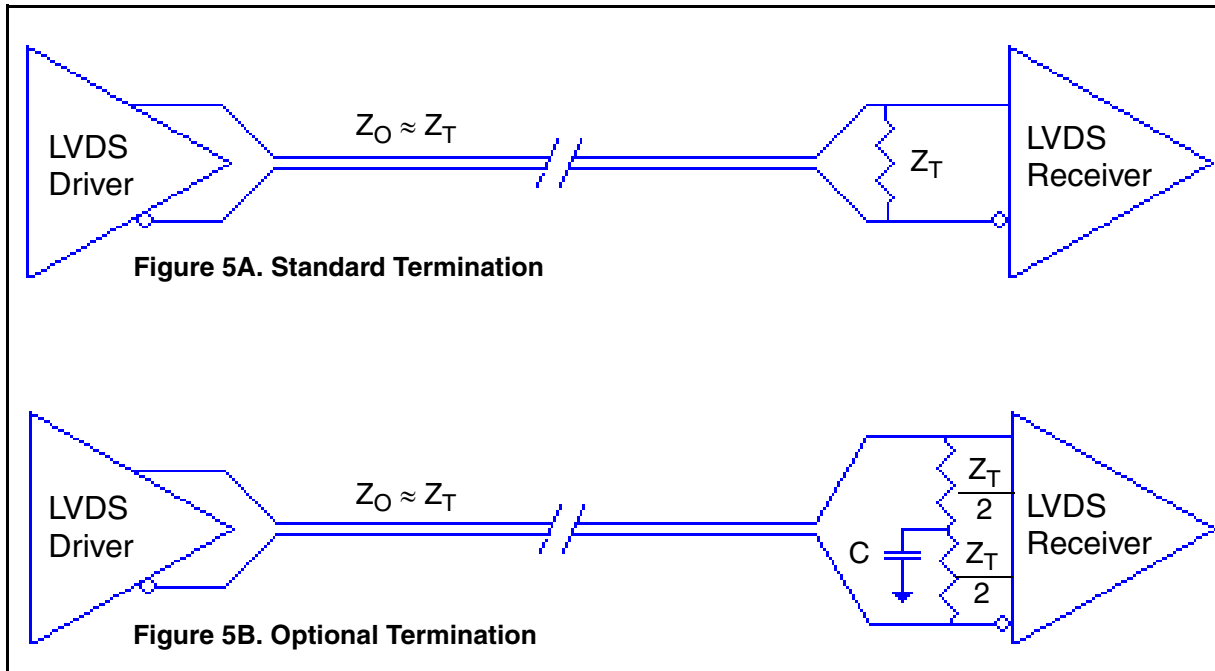 LVDS
Driver
Z_O ≈ Z_T
Z_T
LVDS
Receiver
Figure 5A. Standard Termination
LVDS
Driver
Z_O ≈ Z_T
C
Z_T
2
Z_T
2
LVDS
Receiver
Figure 5B. Optional Termination